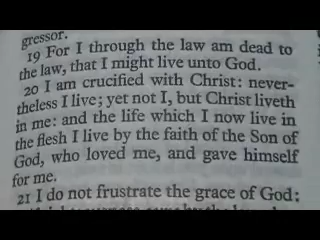 gressor.
19 For I through the law am dead to
the law, that I might live unto God.
20 I am crucified with Christ: never-
theless I live; yet not I, but Christ liveth
in me: and the life which I now live in
the flesh I live by the faith of the Son of
God, who loved me, and gave himself
for me.
21 I do not frustrate the grace of God: